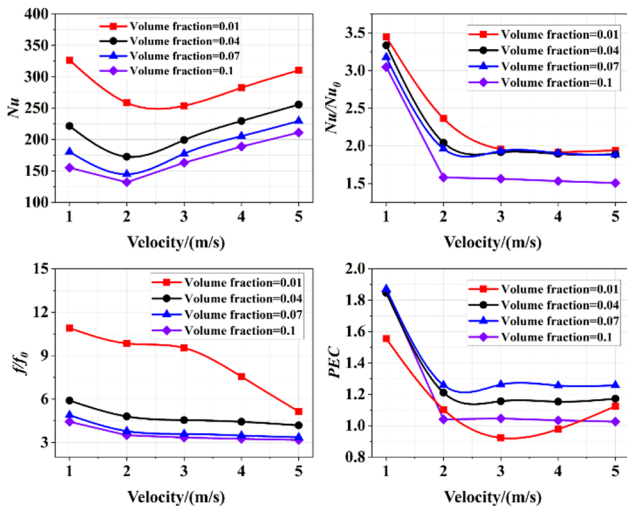 400
350
300
250
200
150
100
Nu
Volume fraction=0.01
Volume fraction=0.04
Volume fraction=0.07
Volume fraction=0.1
1 2 3 4 5
Velocity/(m/s)
3.5
3.0
2.5
2.0
1.5
Nu/Nu₀
Volume fraction=0.01
Volume fraction=0.04
Volume fraction=0.07
Volume fraction=0.1
1 2 3 4 5
Velocity/(m/s)
15
12
9
6
3
f/f₀
Volume fraction=0.01
Volume fraction=0.04
Volume fraction=0.07
Volume fraction=0.1
1 2 3 4 5
Velocity/(m/s)
2.0
1.8
1.6
1.4
1.2
1.0
0.8
PEC
Volume fraction=0.01
Volume fraction=0.04
Volume fraction=0.07
Volume fraction=0.1
1 2 3 4 5
Velocity/(m/s)